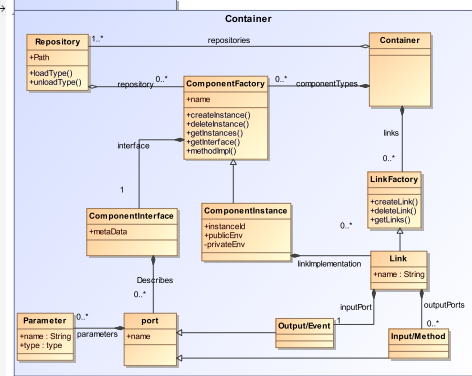 Container
Repository
+Path
+loadType()
+unloadType()
1..*
repositories
Container
repository
0..*
ComponentFactory
+name
+createInstance()
+deleteInstance()
+getInstances()
+getInterface()
+methodImpl()
0..*
componentTypes
interface
1
links
0..*
LinkFactory
+createLink()
+deleteLink()
+getLinks()
ComponentInterface
+metaData
ComponentInstance
+instanceId
+publicEnv
-privateEnv
0..*
linkImplementation
Link
+name : String
Describes
0..*
inputPort
1
outputPorts
0..*
Parameter
+name : String
+type : type
0..*
parameters
port
+name
Output/Event
Input/Method